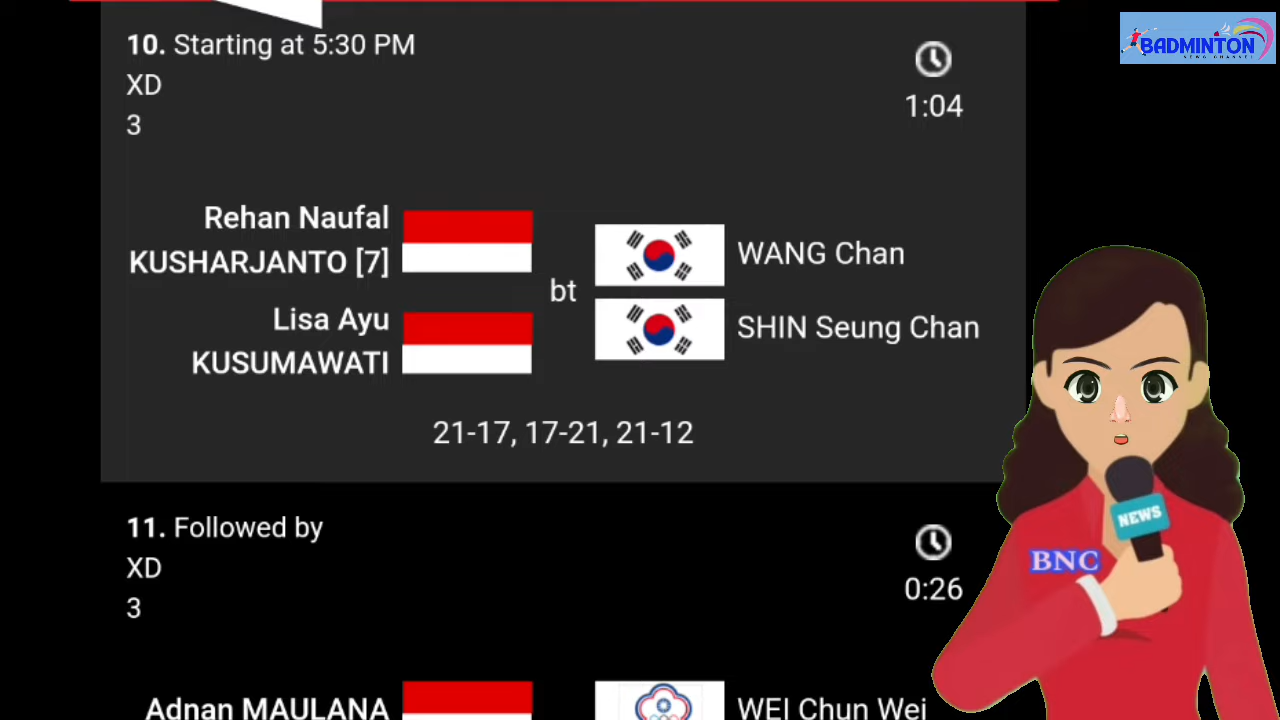 10. Starting at 5:30 PM
XD
3
1:04
Rehan Naufal
KUSHARJANTO [7]
Lisa Ayu
KUSUMAWATI
bt
WANG Chan
SHIN Seung Chan
21-17, 17-21, 21-12
11. Followed by
XD
3
0:26
Adnan MAULANA
WEI Chun Wei
BADMINTON
NEWS CHANNEL
NEWS
BNC